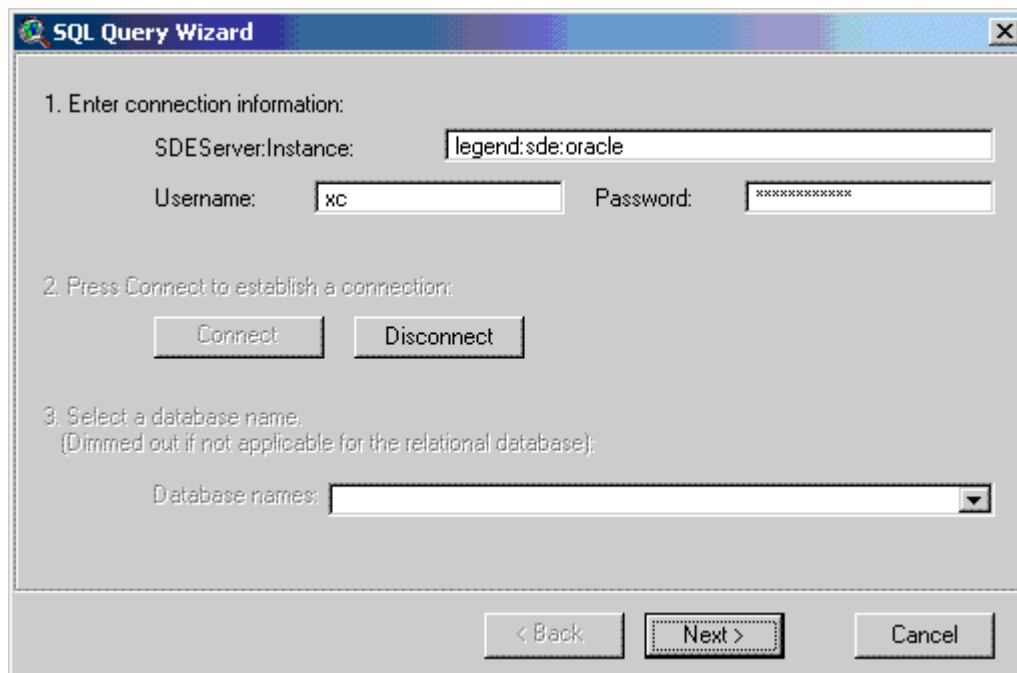 SQL Query Wizard
1. Enter connection information:
SDEServer:Instance: legend:sde:oracle
Username: xc Password: ************
2. Press Connect to establish a connection:
Connect Disconnect
3. Select a database name.
(Dimmed out if not applicable for the relational database):
Database names:
< Back Next > Cancel